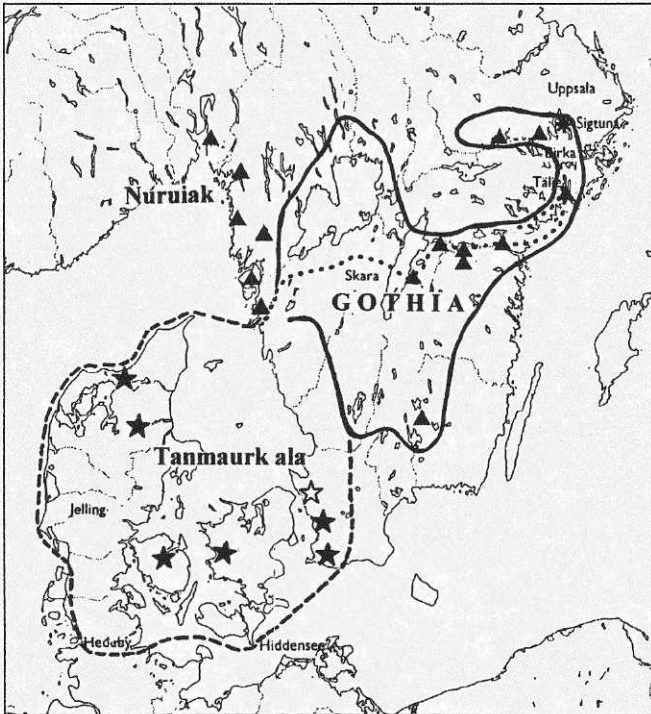 Uppsala
Sigtuna
Birka
Tälje
Nuruiak
Skara
GOTHIA
Tanmaurk ala
Jelling
Hedeby
Hiddensee